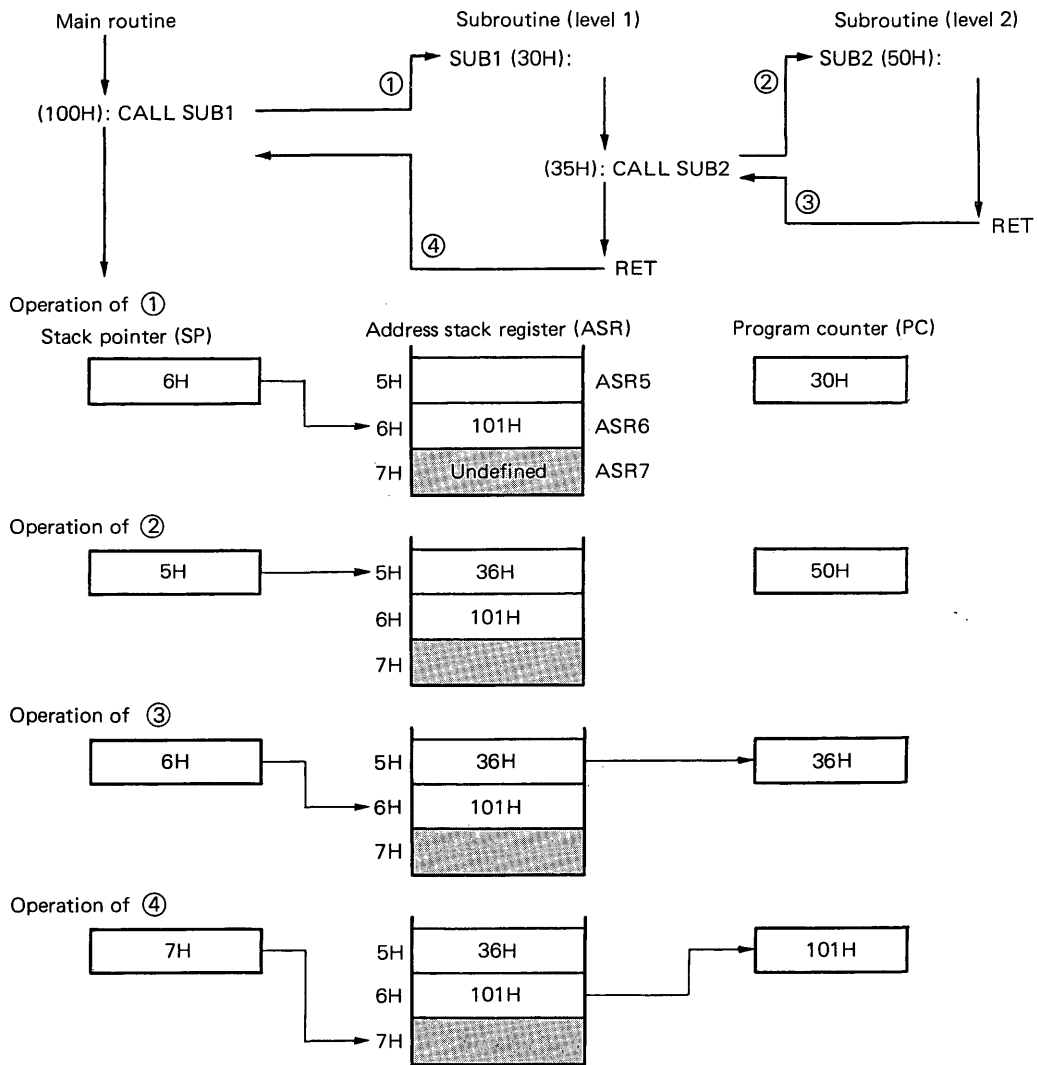 Main routine
Subroutine (level 1)
Subroutine (level 2)
①
SUB1 (30H):
②
SUB2 (50H):
(100H): CALL SUB1
(35H): CALL SUB2
③
RET
④
RET
Operation of ①
Stack pointer (SP)
Address stack register (ASR)
Program counter (PC)
6H
5H
ASR5
30H
6H
101H
ASR6
7H
Undefined
ASR7
Operation of ②
5H
5H
36H
50H
6H
101H
7H
Operation of ③
6H
5H
36H
36H
6H
101H
7H
Operation of ④
7H
5H
36H
101H
6H
101H
7H